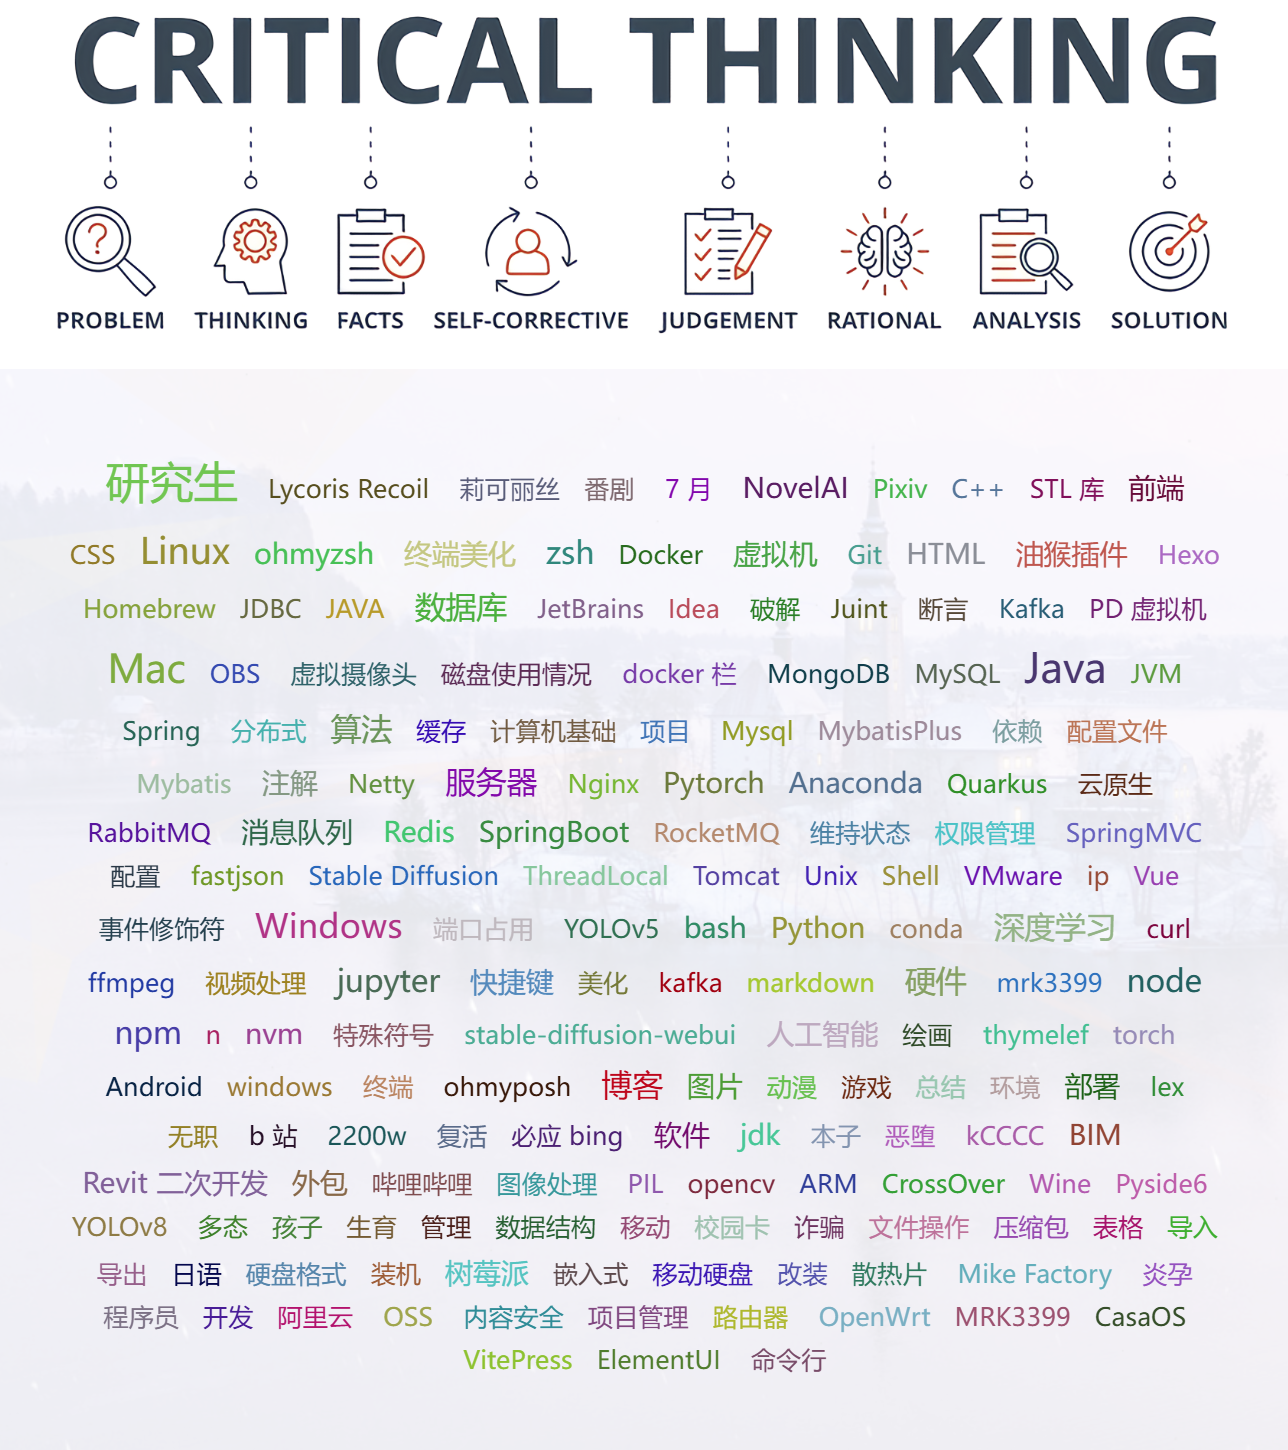 CRITICAL THINKING
?
PROBLEM THINKING FACTS SELF-CORRECTIVE JUDGEMENT RATIONAL ANALYSIS SOLUTION
研究生 Lycoris Recoil 莉可丽丝 番剧 7 月 NovelAI Pixiv C++ STL 库 前端
CSS Linux ohmyzsh 终端美化 zsh Docker 虚拟机 Git HTML 油猴插件 Hexo
Homebrew JDBC JAVA 数据库 JetBrains Idea 破解 Juint 断言 Kafka PD 虚拟机
Mac OBS 虚拟摄像头 磁盘使用情况 docker 栏 MongoDB MySQL Java JVM
Spring 分布式 算法 缓存 计算机基础 项目 Mysql MybatisPlus 依赖 配置文件
Mybatis 注解 Netty 服务器 Nginx Pytorch Anaconda Quarkus 云原生
RabbitMQ 消息队列 Redis SpringBoot RocketMQ 维持状态 权限管理 SpringMVC
配置 fastjson Stable Diffusion ThreadLocal Tomcat Unix Shell VMware ip Vue
事件修饰符 Windows 端口占用 YOLOv5 bash Python conda 深度学习 curl
ffmpeg 视频处理 jupyter 快捷键 美化 kafka markdown 硬件 mrk3399 node
npm n nvm 特殊符号 stable-diffusion-webui 人工智能 绘画 thymelef torch
Android windows 终端 ohmyposh 博客 图片 动漫 游戏 总结 环境 部署 lex
无职 b 站 2200w 复活 必应 bing 软件 jdk 本子 恶堕 kCCCC BIM
Revit 二次开发 外包 哔哩哔哩 图像处理 PIL opencv ARM CrossOver Wine Pyside6
YOLOv8 多态 孩子 生育 管理 数据结构 移动 校园卡 诈骗 文件操作 压缩包 表格 导入
导出 日语 硬盘格式 装机 树莓派 嵌入式 移动硬盘 改装 散热片 Mike Factory 炎孕
程序员 开发 阿里云 OSS 内容安全 项目管理 路由器 OpenWrt MRK3399 CasaOS
VitePress ElementUI 命令行